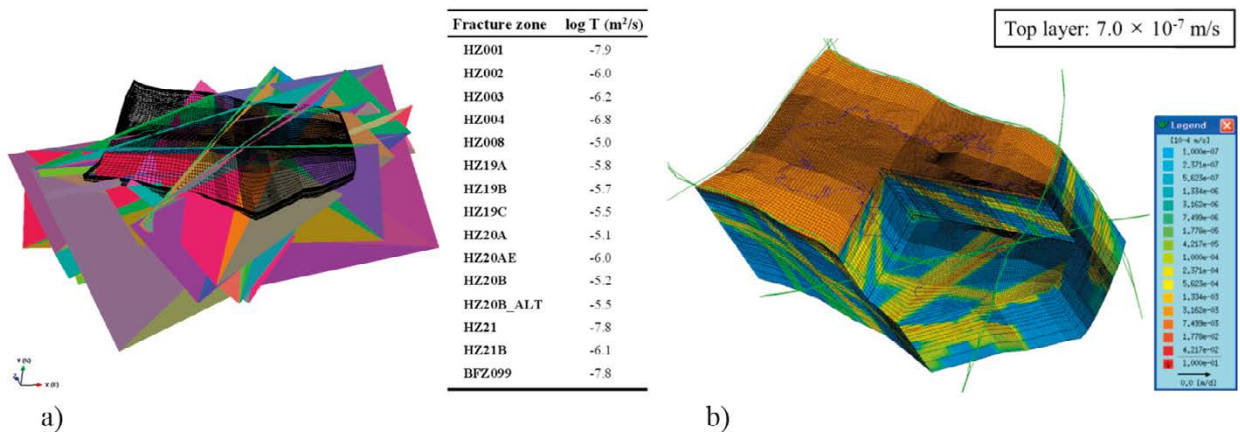 Fracture zone log T (m²/s)
HZ001 -7.9
HZ002 -6.0
HZ003 -6.2
HZ004 -6.8
HZ008 -5.0
HZ19A -5.8
HZ19B -5.7
HZ19C -5.5
HZ20A -5.1
HZ20AE -6.0
HZ20B -5.2
HZ20B_ALT -5.5
HZ21 -7.8
HZ21B -6.1
BFZ099 -7.8
Top layer: 7.0 × 10⁻⁷ m/s
Legend
[10-4 m/s]
1.000e-07
2.371e-07
5.623e-07
1.334e-06
3.162e-06
7.499e-06
1.778e-05
4.217e-05
1.000e-04
2.371e-04
5.623e-04
1.334e-03
3.162e-03
7.499e-03
1.778e-02
4.217e-02
1.000e-01
0.0 [m/d]
Y (N)
Z
X (E)
a)
b)